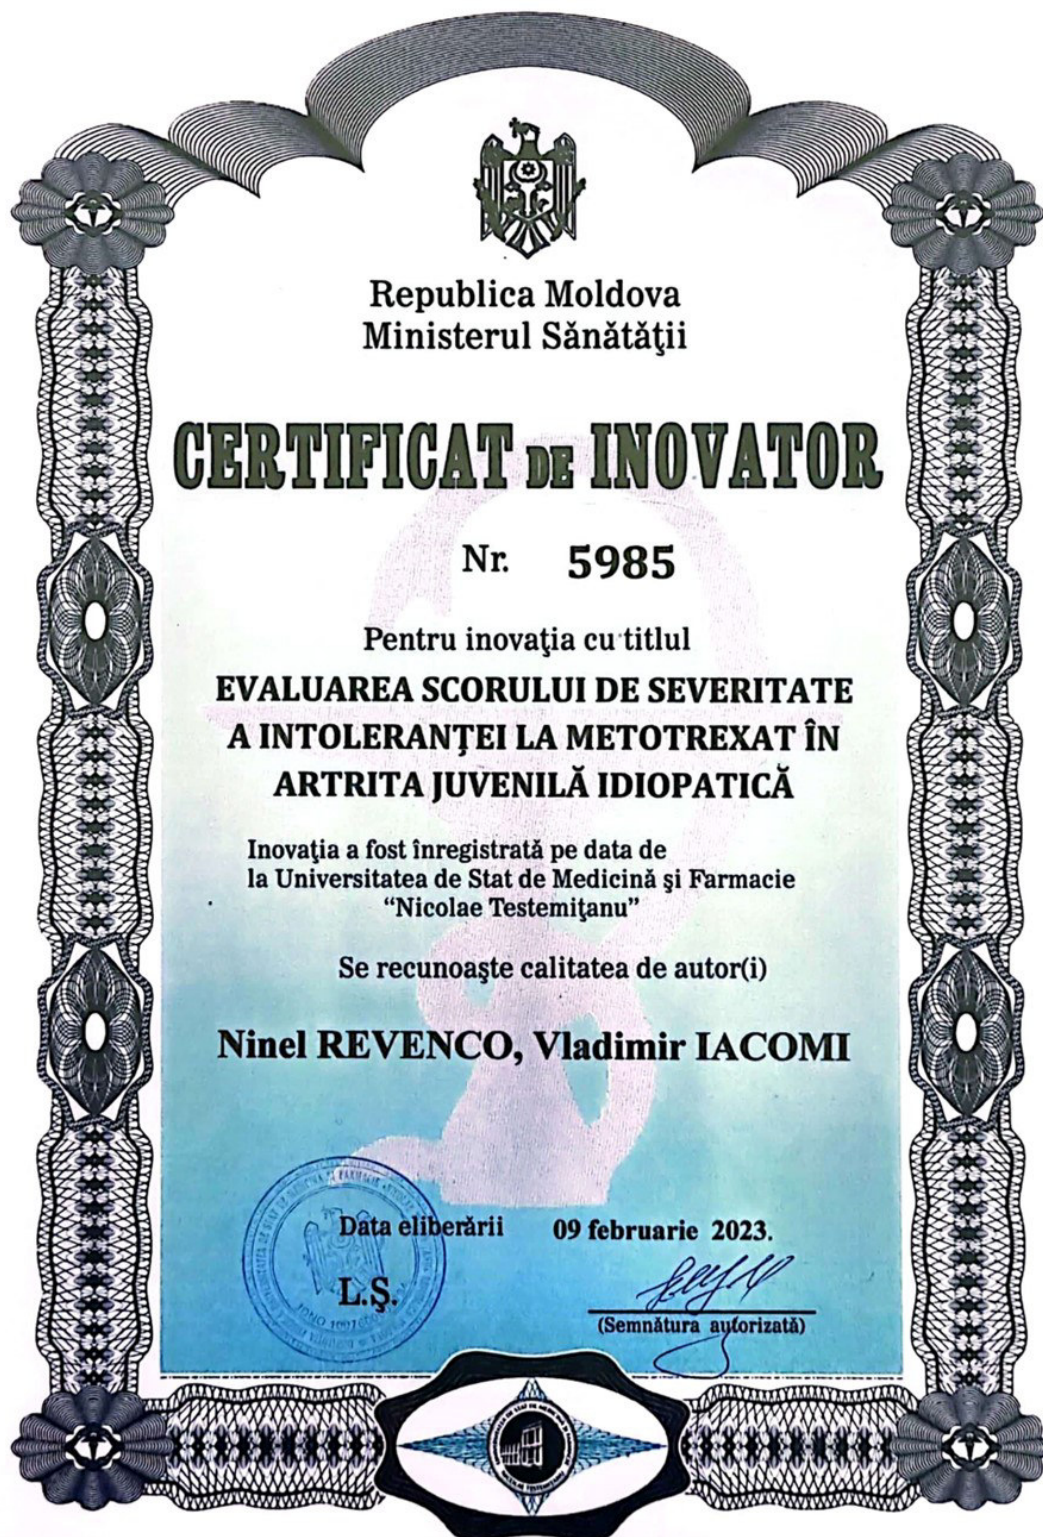 Republica Moldova
Ministerul Sănătăţii
CERTIFICAT DE INOVATOR
Nr. 5985
Pentru inovaţia cu titlul
EVALUAREA SCORULUI DE SEVERITATE
A INTOLERANŢEI LA METOTREXAT ÎN
ARTRITA JUVENILĂ IDIOPATICĂ
Inovaţia a fost înregistrată pe data de
la Universitatea de Stat de Medicină şi Farmacie
“Nicolae Testemiţanu”
Se recunoaşte calitatea de autor(i)
Ninel REVENCO, Vladimir IACOMI
Data eliberării 09 februarie 2023.
L.Ş.
(Semnătura autorizată)